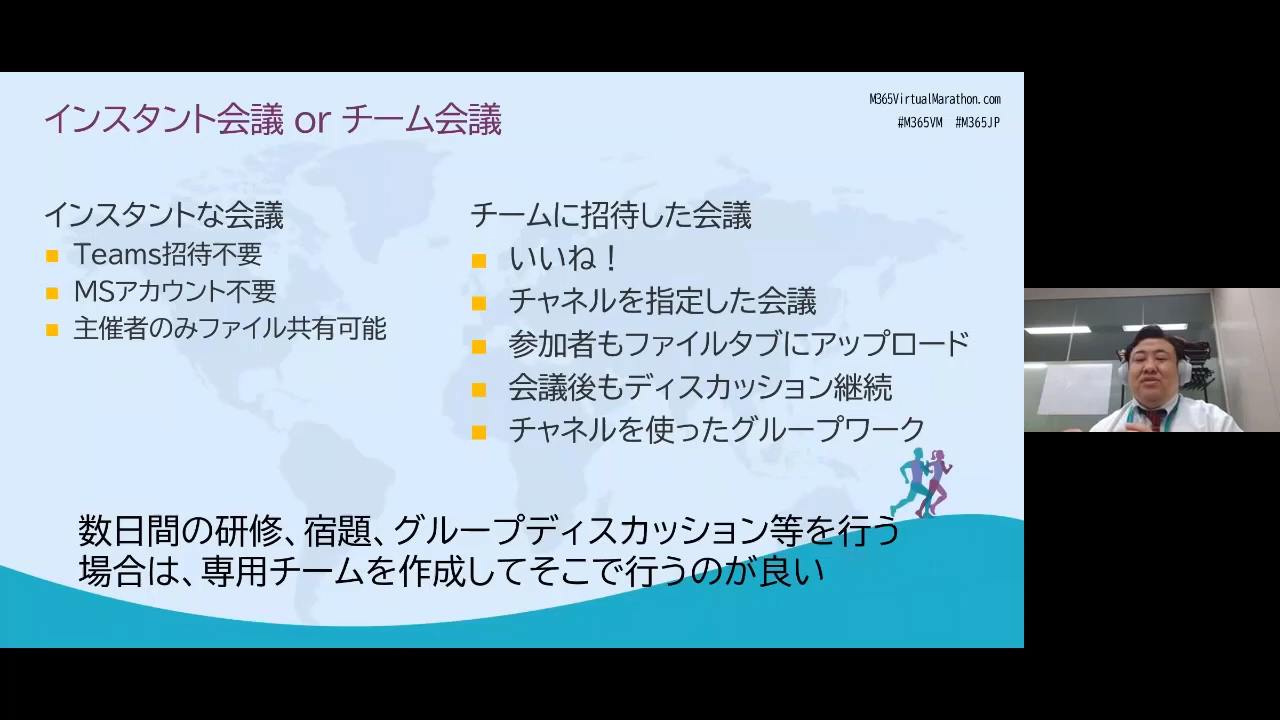 インスタント会議 or チーム会議
M365VirtualMarathon.com
#M365VM #M365JP
インスタントな会議
Teams招待不要
MSアカウント不要
主催者のみファイル共有可能
チームに招待した会議
いいね！
チャネルを指定した会議
参加者もファイルタブにアップロード
会議後もディスカッション継続
チャネルを使ったグループワーク
数日間の研修、宿題、グループディスカッション等を行う
場合は、専用チームを作成してそこで行うのが良い